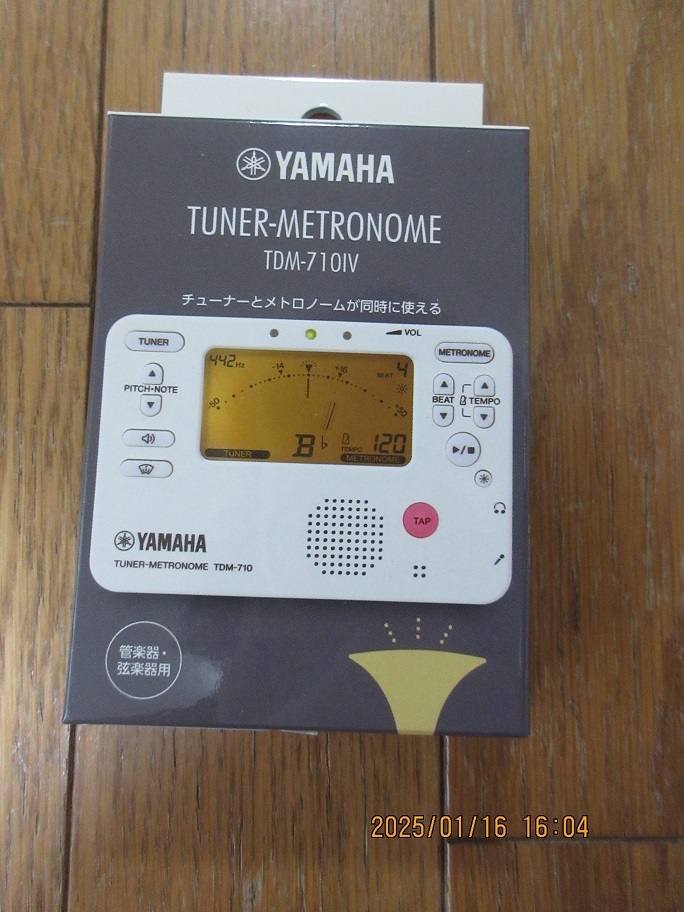 YAMAHA
TUNER-METRONOME
TDM-710IV
チューナーとメトロノームが同時に使える
VOL
TUNER
METRONOME
442Hz
-14
+16
BEAT 4
PITCH·NOTE
BEAT
TEMPO
-50
+50
B♭
TEMPO 120
TUNER
METRONOME
TAP
YAMAHA
TUNER-METRONOME TDM-710
管楽器・
弦楽器用
2025/01/16 16:04